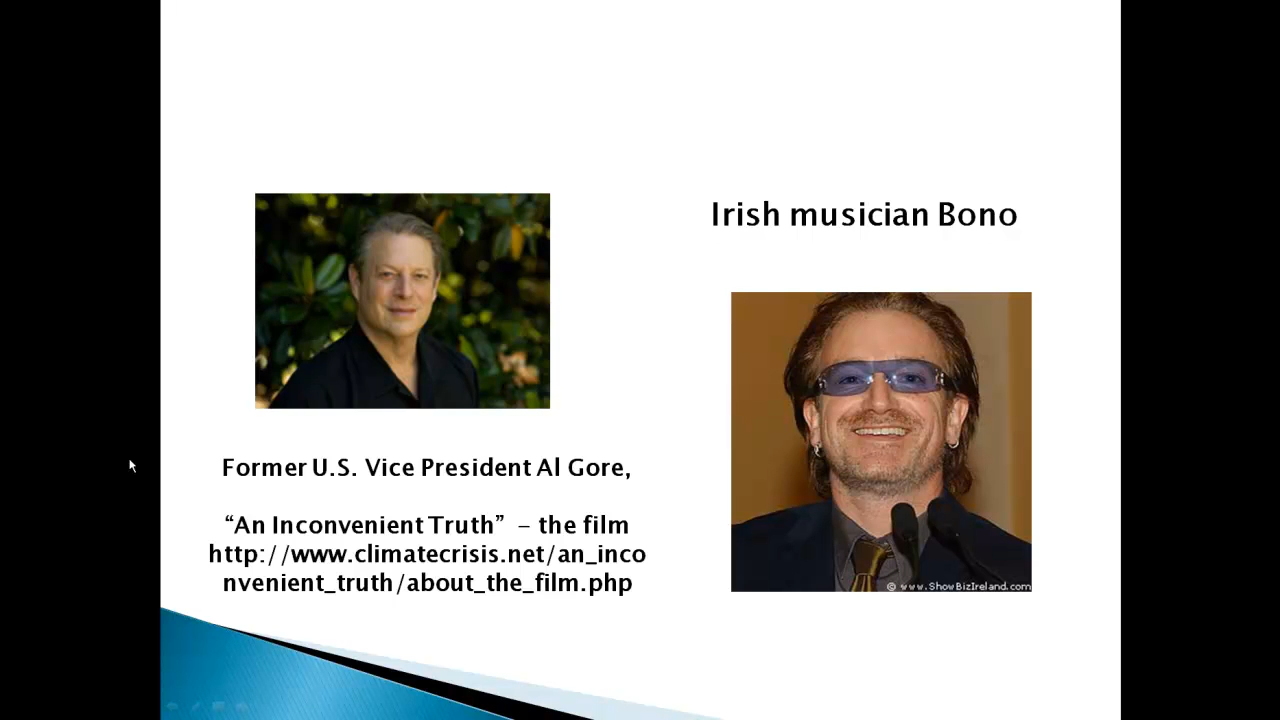 Irish musician Bono
Former U.S. Vice President Al Gore,
“An Inconvenient Truth” – the film
http://www.climatecrisis.net/an_inco
nvenient_truth/about_the_film.php
© www.ShowBizIreland.com